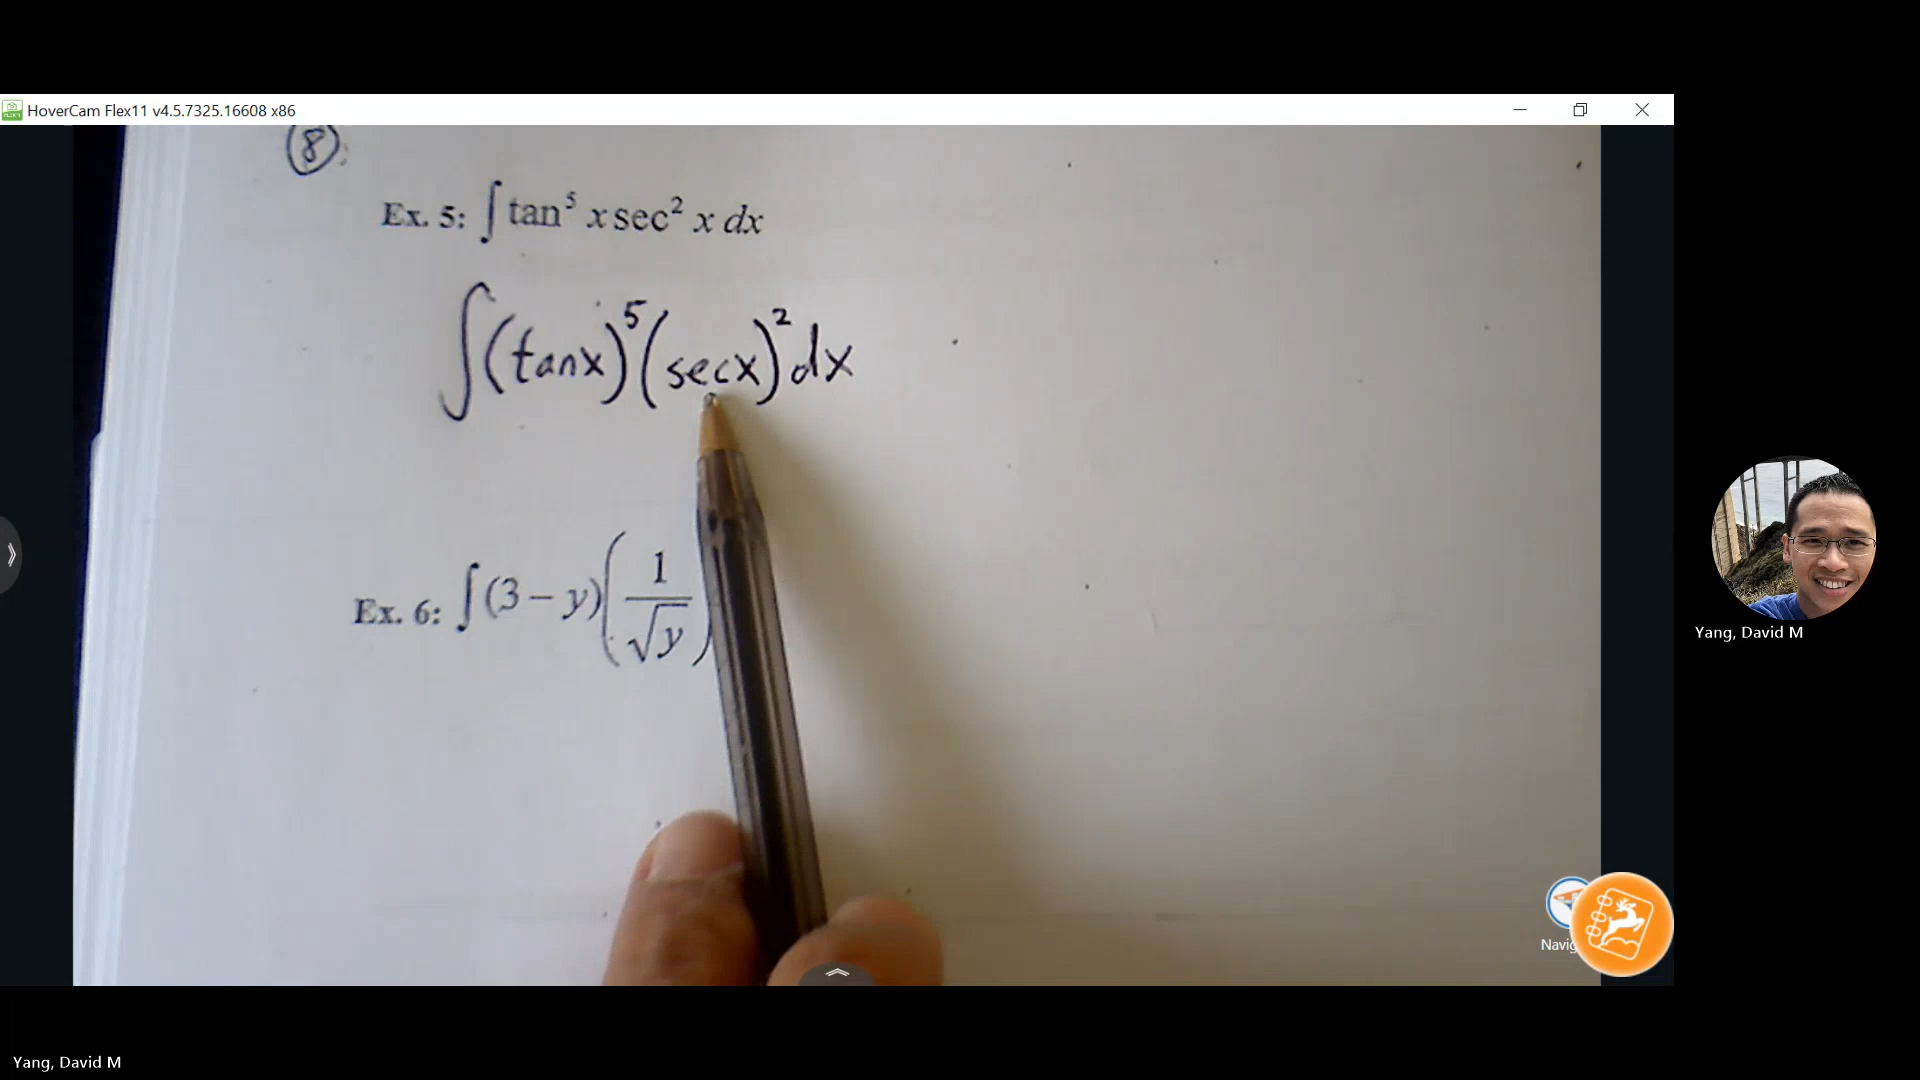 HoverCam Flex11 v4.5.7325.16608 x86
⑧
Ex. 5: ∫ tan⁵ x sec² x dx
∫(tanx)⁵(secx)²dx
Ex. 6: ∫(3 − y)(1/√y)
Yang, David M
Yang, David M